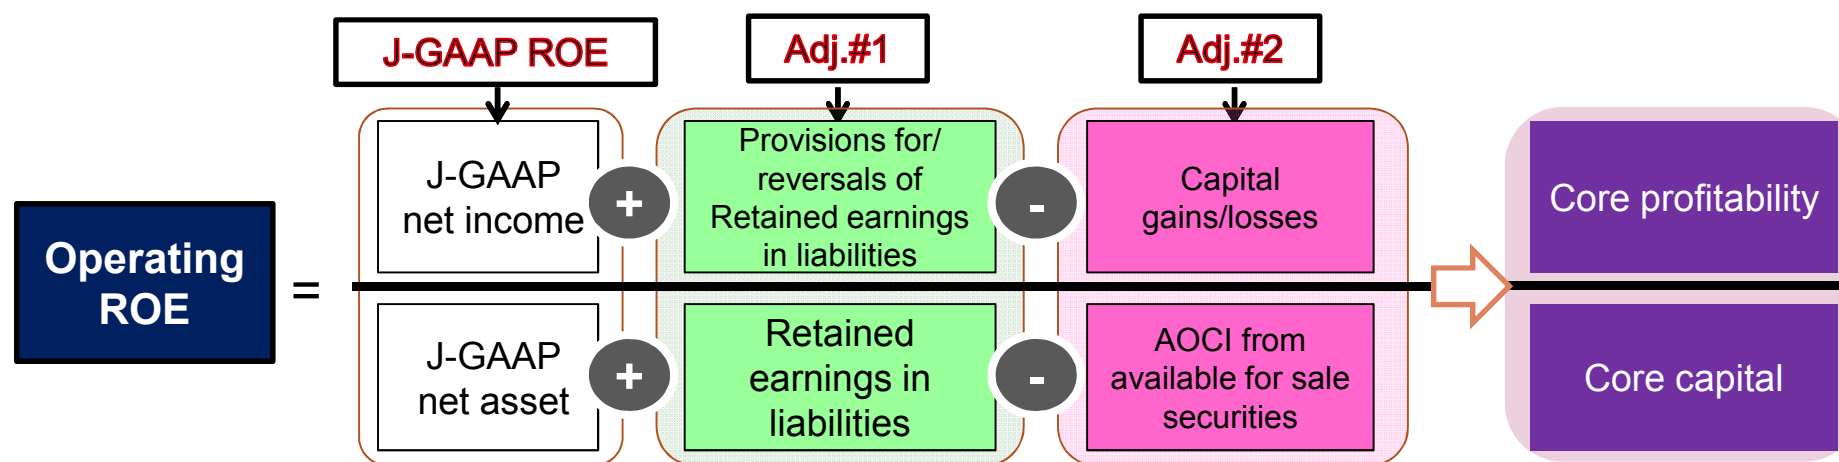 J-GAAP ROE
Adj.#1
Adj.#2
Operating
ROE
=
J-GAAP
net income
+
Provisions for/
reversals of
Retained earnings
in liabilities
-
Capital
gains/losses
Core profitability
J-GAAP
net asset
+
Retained
earnings in
liabilities
-
AOCI from
available for sale
securities
Core capital